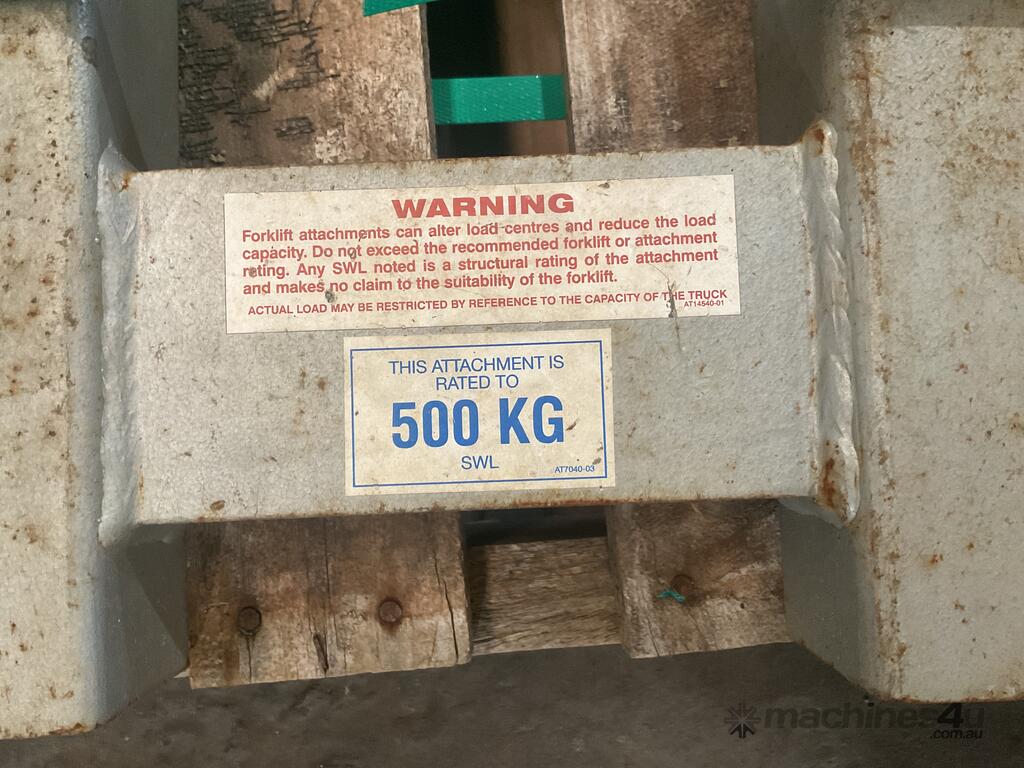 WARNING
Forklift attachments can alter load centres and reduce the load
capacity. Do not exceed the recommended forklift or attachment
rating. Any SWL noted is a structural rating of the attachment
and makes no claim to the suitability of the forklift.
ACTUAL LOAD MAY BE RESTRICTED BY REFERENCE TO THE CAPACITY OF THE TRUCK
AT14540-01
THIS ATTACHMENT IS
RATED TO
500 KG
SWL
AT7040-03
machines4u
.com.au